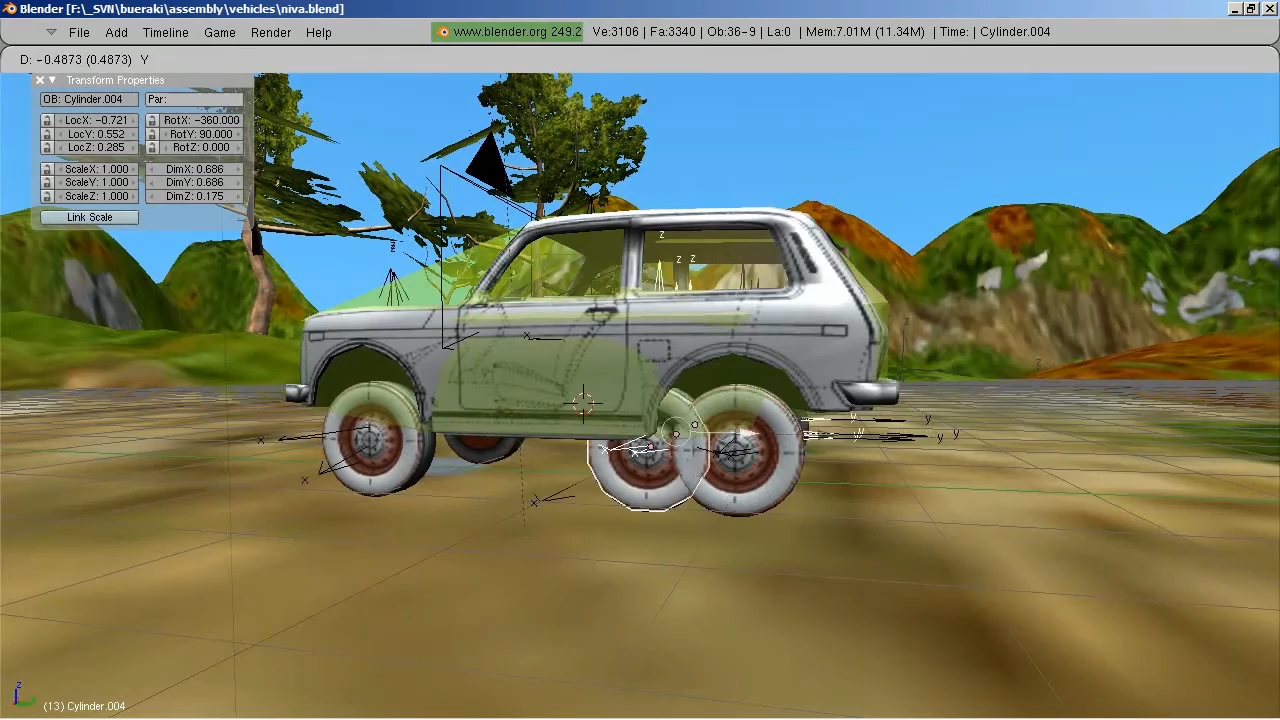 Blender [F:\_SVN\bueraki\assembly\vehicles\niva.blend]
File Add Timeline Game Render Help www.blender.org 249.2 Ve:3106 | Fa:3340 | Ob:36-9 | La:0 | Mem:7.01M (11.34M) | Time: | Cylinder.004
D: -0.4873 (0.4873) Y
Transform Properties
OB: Cylinder.004 Par:
LocX: -0.721 RotX: -360.000
LocY: 0.552 RotY: 90.000
LocZ: 0.285 RotZ: 0.000
ScaleX: 1.000 DimX: 0.686
ScaleY: 1.000 DimY: 0.686
ScaleZ: 1.000 DimZ: 0.175
Link Scale
z
z
z z
x
z
z
y
y
y
y y
x
x
x
x
x
z
(13) Cylinder.004